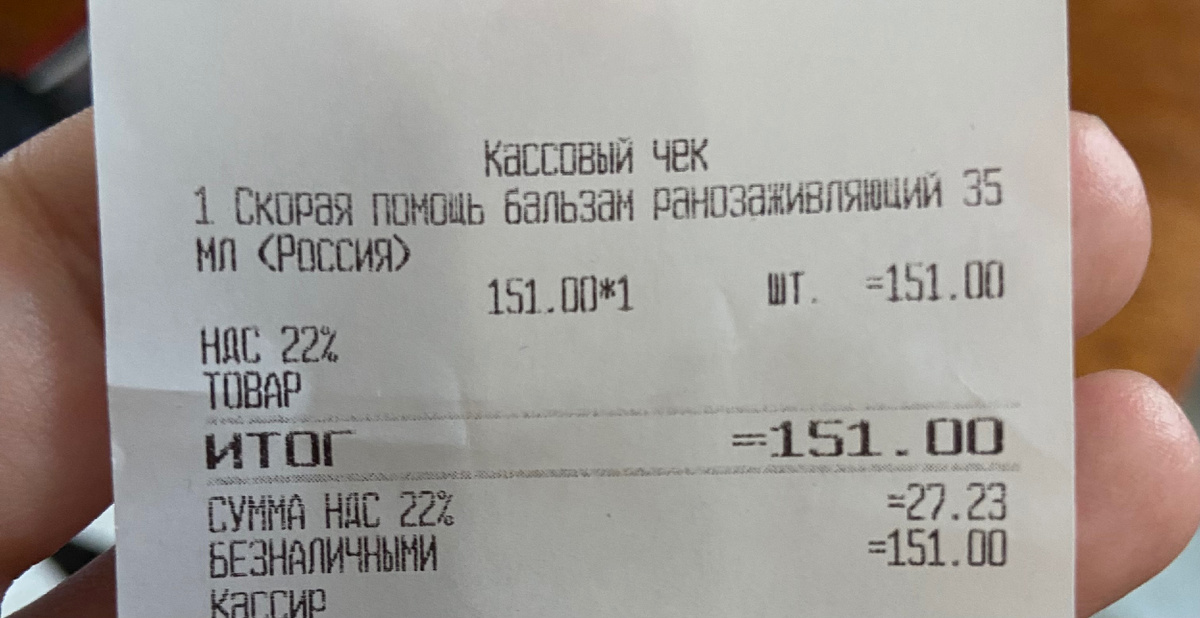 Кассовый чек
1 Скорая помощь бальзам ранозаживляющий 35
мл (Россия)
151.00*1 шт. =151.00
НДС 22%
ТОВАР
ИТОГ =151.00
СУММА НДС 22% =27.23
БЕЗНАЛИЧНЫМИ =151.00
Кассир